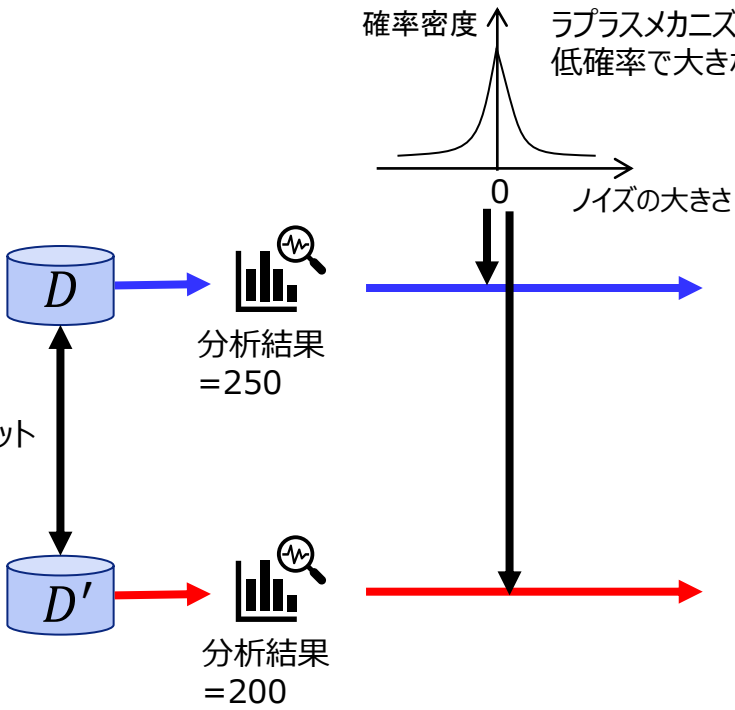 確率密度
ラプラスメカニズ
低確率で大きな
0
ノイズの大きさ
D
分析結果
=250
ット
D′
分析結果
=200